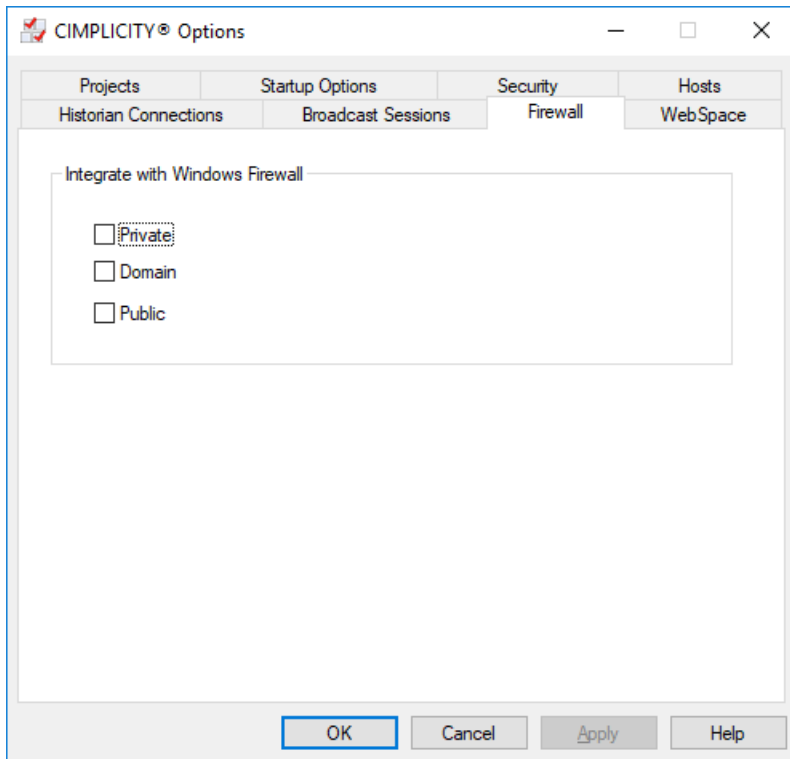 CIMPLICITY® Options
Projects Startup Options Security Hosts
Historian Connections Broadcast Sessions Firewall WebSpace
Integrate with Windows Firewall
Private
Domain
Public
OK Cancel Apply Help